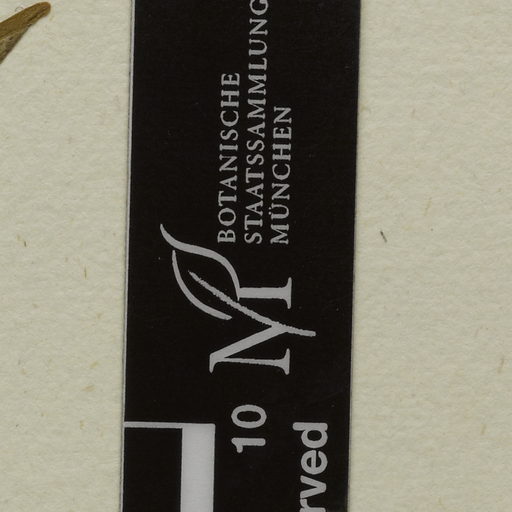 BOTANISCHE
STAATSSAMMLUNG
MÜNCHEN
M
10
rved